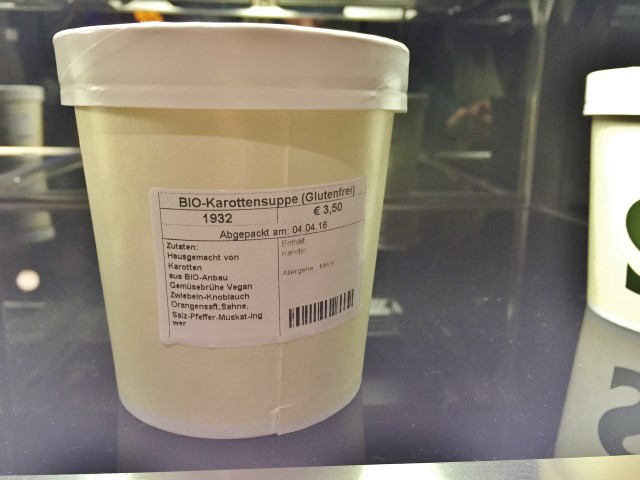 BIO-Karottensuppe (Glutenfrei)
1932 € 3,50
Abgepackt am: 04.04.16
Zutaten:
Hausgemacht von
Karotten
aus BIO-Anbau
Gemüsebrühe Vegan
Zwiebeln-Knoblauch
Orangensaft,Sahne,
Salz-Pfeffer-Muskat-Ing
wer
Enthält
Karotin
Allergene: Milch
S
S